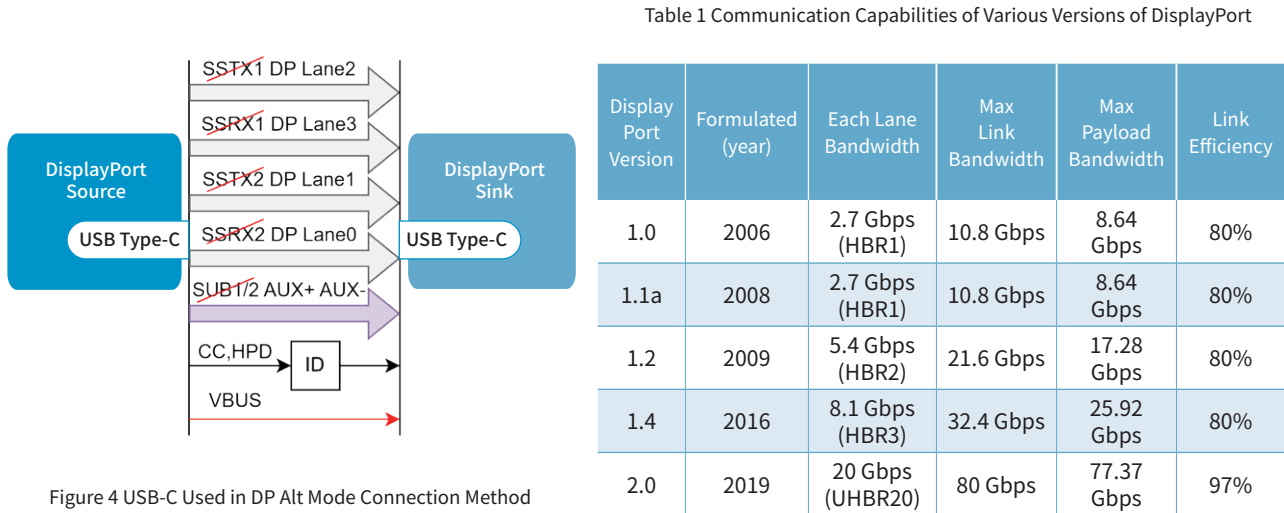 SSTX1 DP Lane2
SSRX1 DP Lane3
SSTX2 DP Lane1
SSRX2 DP Lane0
SUB1/2 AUX+ AUX-
CC,HPD
ID
VBUS
DisplayPort
Source
USB Type-C
DisplayPort
Sink
USB Type-C
Figure 4 USB-C Used in DP Alt Mode Connection Method
Table 1 Communication Capabilities of Various Versions of DisplayPort
Display
Port
Version
Formulated
(year)
Each Lane
Bandwidth
Max
Link
Bandwidth
Max
Payload
Bandwidth
Link
Efficiency
1.0
2006
2.7 Gbps
(HBR1)
10.8 Gbps
8.64
Gbps
80%
1.1a
2008
2.7 Gbps
(HBR1)
10.8 Gbps
8.64
Gbps
80%
1.2
2009
5.4 Gbps
(HBR2)
21.6 Gbps
17.28
Gbps
80%
1.4
2016
8.1 Gbps
(HBR3)
32.4 Gbps
25.92
Gbps
80%
2.0
2019
20 Gbps
(UHBR20)
80 Gbps
77.37
Gbps
97%